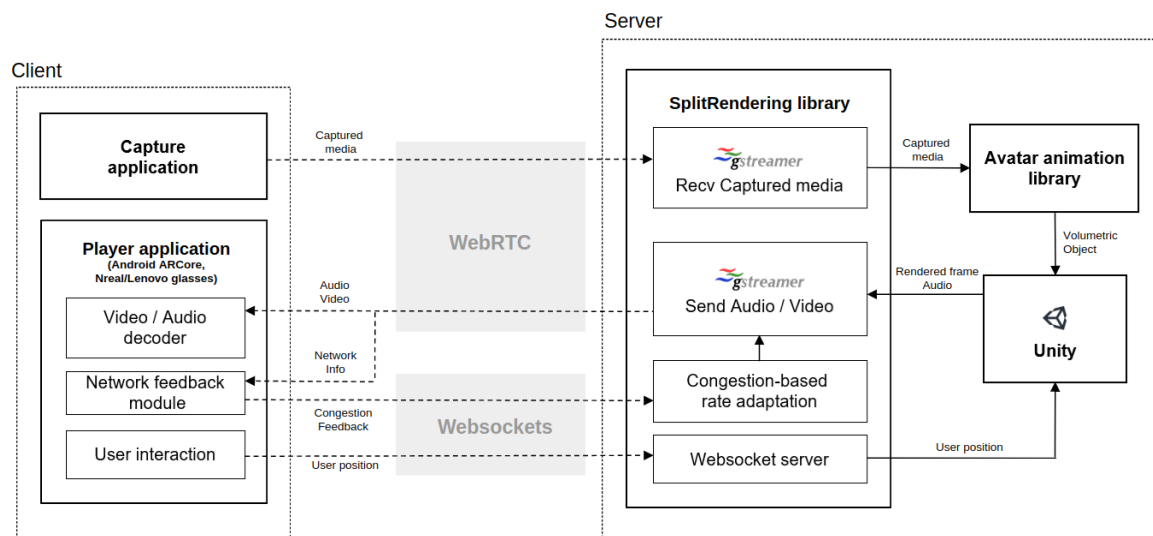 Server
Client
SplitRendering library
Capture
application
Captured
media
gstreamer
Recv Captured media
Captured
media
Avatar animation
library
WebRTC
Player application
(Android ARCore,
Nreal/Lenovo glasses)
Volumetric
Object
Audio
Video
gstreamer
Send Audio / Video
Rendered frame
Audio
Video / Audio
decoder
Unity
Network
Info
Network feedback
module
Congestion
Feedback
Websockets
Congestion-based
rate adaptation
User interaction
User position
Websocket server
User position